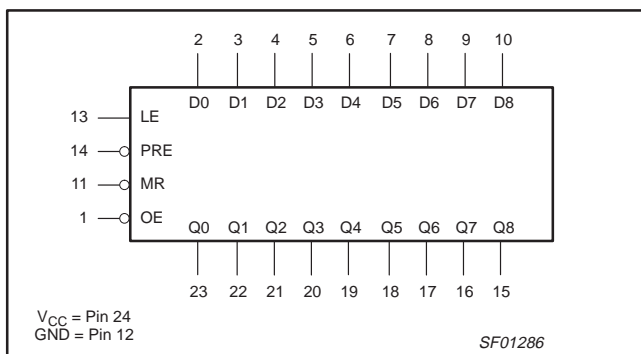 2 3 4 5 6 7 8 9 10
D0 D1 D2 D3 D4 D5 D6 D7 D8
13 LE
14 PRE
11 MR
1 OE
Q0 Q1 Q2 Q3 Q4 Q5 Q6 Q7 Q8
23 22 21 20 19 18 17 16 15
VCC = Pin 24
GND = Pin 12
SF01286